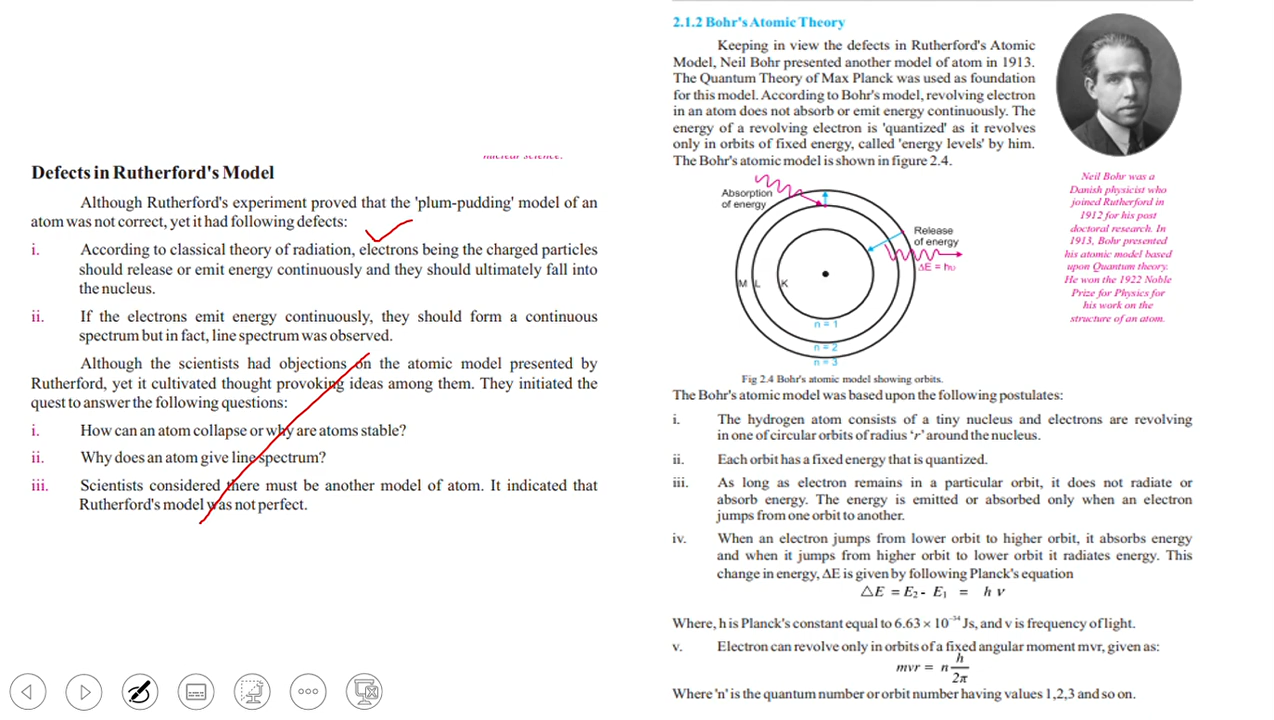 nuclear science.
Defects in Rutherford's Model
Although Rutherford's experiment proved that the 'plum-pudding' model of an
atom was not correct, yet it had following defects:
i. According to classical theory of radiation, electrons being the charged particles
should release or emit energy continuously and they should ultimately fall into
the nucleus.
ii. If the electrons emit energy continuously, they should form a continuous
spectrum but in fact, line spectrum was observed.
Although the scientists had objections on the atomic model presented by
Rutherford, yet it cultivated thought provoking ideas among them. They initiated the
quest to answer the following questions:
i. How can an atom collapse or why are atoms stable?
ii. Why does an atom give line spectrum?
iii. Scientists considered there must be another model of atom. It indicated that
Rutherford's model was not perfect.
2.1.2 Bohr's Atomic Theory
Keeping in view the defects in Rutherford's Atomic
Model, Neil Bohr presented another model of atom in 1913.
The Quantum Theory of Max Planck was used as foundation
for this model. According to Bohr's model, revolving electron
in an atom does not absorb or emit energy continuously. The
energy of a revolving electron is 'quantized' as it revolves
only in orbits of fixed energy, called 'energy levels' by him.
The Bohr's atomic model is shown in figure 2.4.
Neil Bohr was a
Danish physicist who
joined Rutherford in
1912 for his post
doctoral research. In
1913, Bohr presented
his atomic model based
upon Quantum theory.
He won the 1922 Noble
Prize for Physics for
his work on the
structure of an atom.
Absorption
of energy
Release
of energy
ΔE = hυ
M L K
n = 1
n = 2
n = 3
Fig 2.4 Bohr's atomic model showing orbits.
The Bohr's atomic model was based upon the following postulates:
i. The hydrogen atom consists of a tiny nucleus and electrons are revolving
in one of circular orbits of radius 'r' around the nucleus.
ii. Each orbit has a fixed energy that is quantized.
iii. As long as electron remains in a particular orbit, it does not radiate or
absorb energy. The energy is emitted or absorbed only when an electron
jumps from one orbit to another.
iv. When an electron jumps from lower orbit to higher orbit, it absorbs energy
and when it jumps from higher orbit to lower orbit it radiates energy. This
change in energy, ΔE is given by following Planck's equation
△E = E₂ - E₁ = h ν
Where, h is Planck's constant equal to 6.63 × 10⁻³⁴ Js, and v is frequency of light.
v. Electron can revolve only in orbits of a fixed angular moment mvr, given as:
mvr = n h/2π
Where 'n' is the quantum number or orbit number having values 1,2,3 and so on.